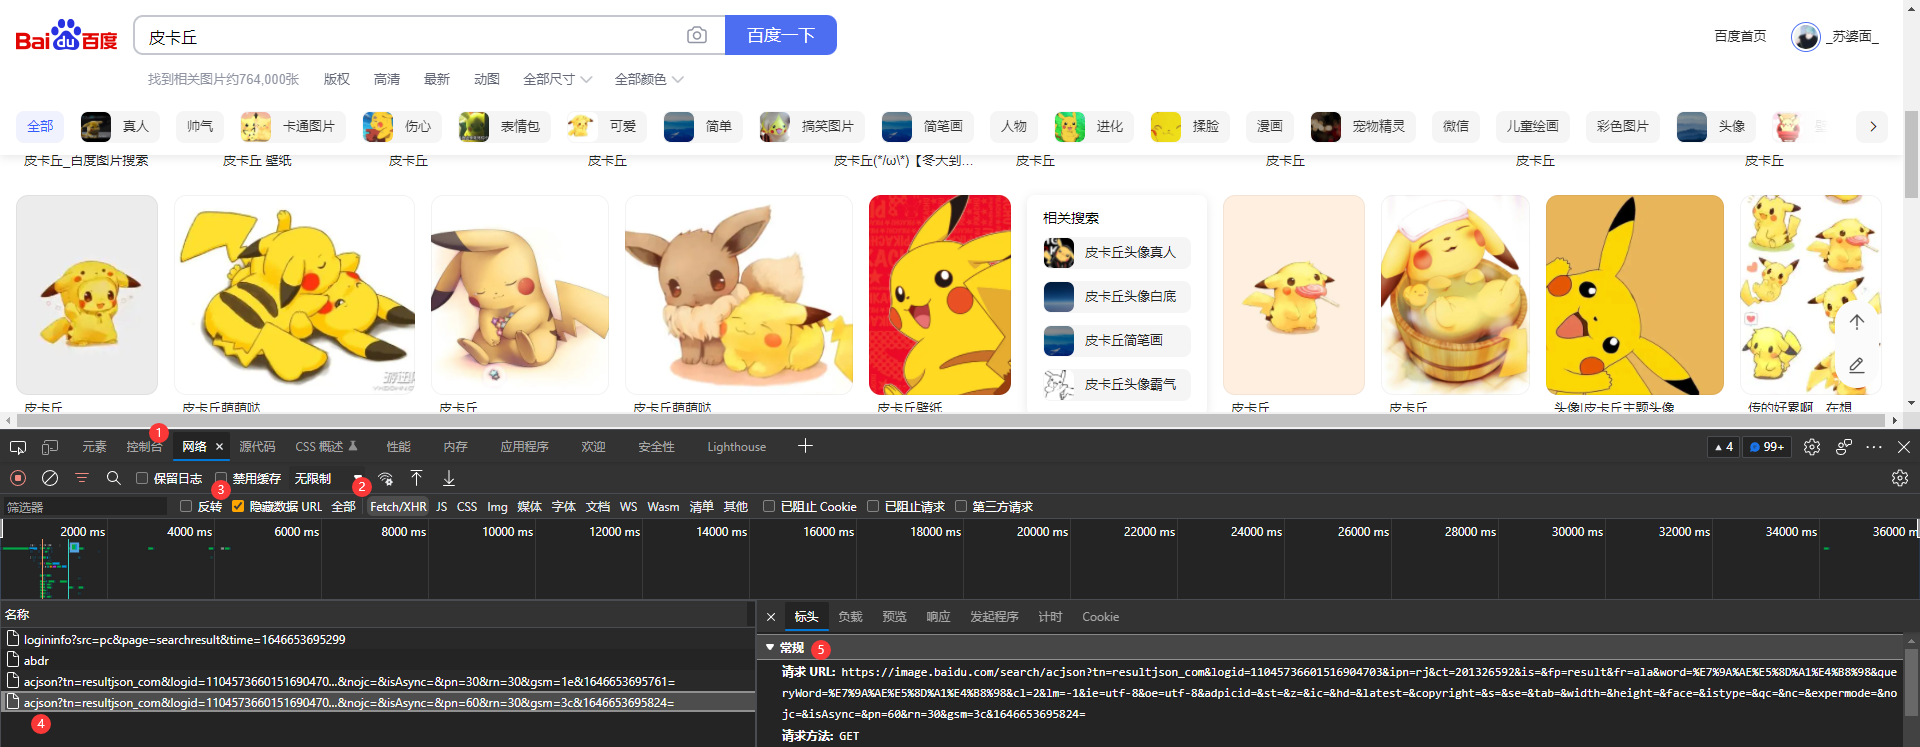 Bai du 百度
皮卡丘
百度一下
百度首页
_苏婆面_
找到相关图片约764,000张 版权 高清 最新 动图 全部尺寸 全部颜色
全部 真人 帅气 卡通图片 伤心 表情包 可爱 简单 搞笑图片 简笔画 人物 进化 揉脸 漫画 宠物精灵 微信 儿童绘画 彩色图片 头像
皮卡丘_百度图片搜索 皮卡丘 壁纸 皮卡丘 皮卡丘 皮卡丘(*/ω\*)【冬天到... 皮卡丘 皮卡丘 皮卡丘 皮卡丘
相关搜索
皮卡丘头像真人
皮卡丘头像白底
皮卡丘简笔画
皮卡丘头像霸气
皮卡丘 皮卡丘萌萌哒 皮卡丘 皮卡丘萌萌哒 皮卡丘壁纸 皮卡丘 皮卡丘 头像|皮卡丘主题头像 传的好累啊_在想
1
元素 控制台 网络 × 源代码 CSS 概述 性能 内存 应用程序 欢迎 安全性 Lighthouse
4 99+
保留日志 禁用缓存 无限制
3 2
筛选器 反转 隐藏数据 URL 全部 Fetch/XHR JS CSS Img 媒体 字体 文档 WS Wasm 清单 其他 已阻止 Cookie 已阻止请求 第三方请求
2000 ms 4000 ms 6000 ms 8000 ms 10000 ms 12000 ms 14000 ms 16000 ms 18000 ms 20000 ms 22000 ms 24000 ms 26000 ms 28000 ms 30000 ms 32000 ms 34000 ms 36000 m
名称
logininfo?src=pc&page=searchresult&time=1646653695299
abdr
acjson?tn=resultjson_com&logid=1104573660151690470...&nojc=&isAsync=&pn=30&rn=30&gsm=1e&1646653695761=
acjson?tn=resultjson_com&logid=1104573660151690470...&nojc=&isAsync=&pn=60&rn=30&gsm=3c&1646653695824=
4
标头 负载 预览 响应 发起程序 计时 Cookie
常规 5
请求 URL: https://image.baidu.com/search/acjson?tn=resultjson_com&logid=11045736601516904703&ipn=rj&ct=201326592&is=&fp=result&fr=ala&word=%E7%9A%AE%E5%8D%A1%E4%B8%98&que
ryWord=%E7%9A%AE%E5%8D%A1%E4%B8%98&cl=2&lm=-1&ie=utf-8&oe=utf-8&adpicid=&st=&z=&ic=&hd=&latest=&copyright=&s=&se=&tab=&width=&height=&face=&istype=&qc=&nc=&expermode=&no
jc=&isAsync=&pn=60&rn=30&gsm=3c&1646653695824=
请求方法: GET